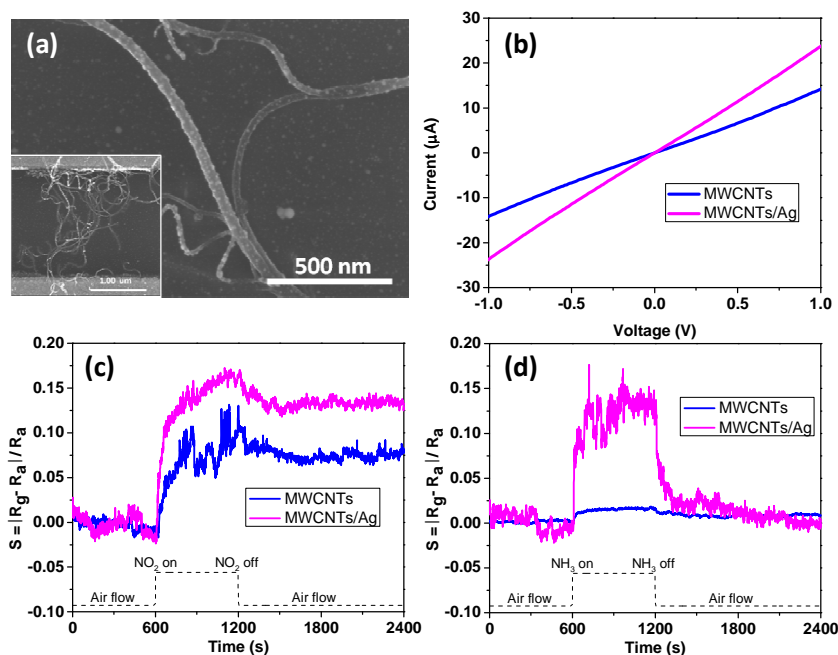 (a)
500 nm
1.00 um
(b)
Current (µA)
30
20
10
0
-10
-20
-30
MWCNTs
MWCNTs/Ag
-1.0 -0.5 0.0 0.5 1.0
Voltage (V)
(c)
S = |Rg- Ra| / Ra
0.20
0.15
0.10
0.05
0.00
-0.05
-0.10
MWCNTs
MWCNTs/Ag
NO2 on NO2 off
Air flow Air flow
0 600 1200 1800 2400
Time (s)
(d)
S = |Rg- Ra| / Ra
0.20
0.15
0.10
0.05
0.00
-0.05
-0.10
MWCNTs
MWCNTs/Ag
NH3 on NH3 off
Air flow Air flow
0 600 1200 1800 2400
Time (s)